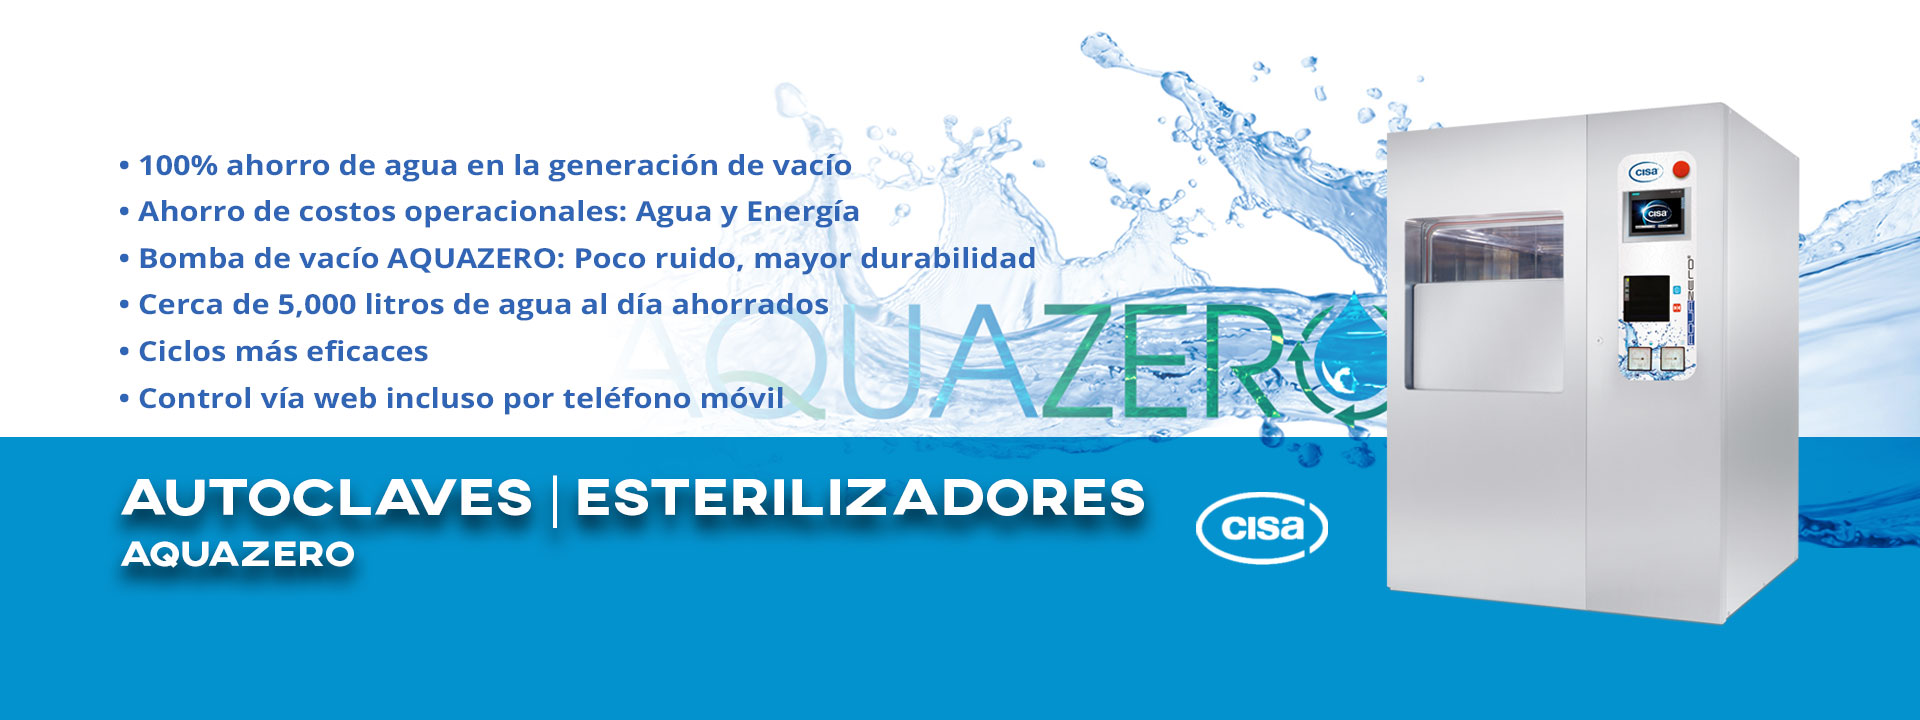 • 100% ahorro de agua en la generación de vacío
• Ahorro de costos operacionales: Agua y Energía
• Bomba de vacío AQUAZERO: Poco ruido, mayor durabilidad
• Cerca de 5,000 litros de agua al día ahorrados
• Ciclos más eficaces
• Control vía web incluso por teléfono móvil
AQUAZERO
AUTOCLAVES | ESTERILIZADORES
AQUAZERO
cisa
cisa
cisa
AQUAZERO